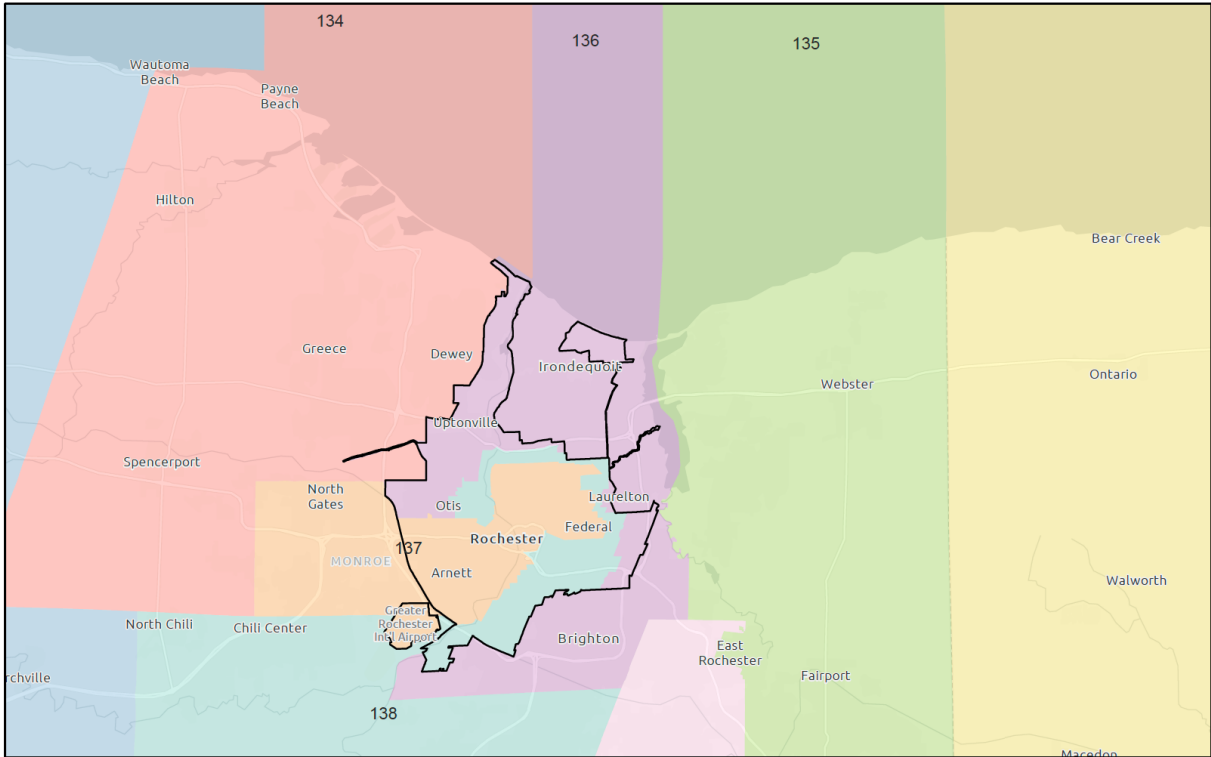 134
136
135
Wautoma
Beach
Payne
Beach
Hilton
Bear Creek
Greece
Dewey
Irondequoit
Ontario
Webster
Uptonville
Spencerport
North
Gates
Otis
Laurelton
Federal
Rochester
137
MONROE
Arnett
Walworth
Greater
Rochester
Int'l Airport
North Chili
Chili Center
Brighton
East
Rochester
Fairport
rchville
138
Macedon